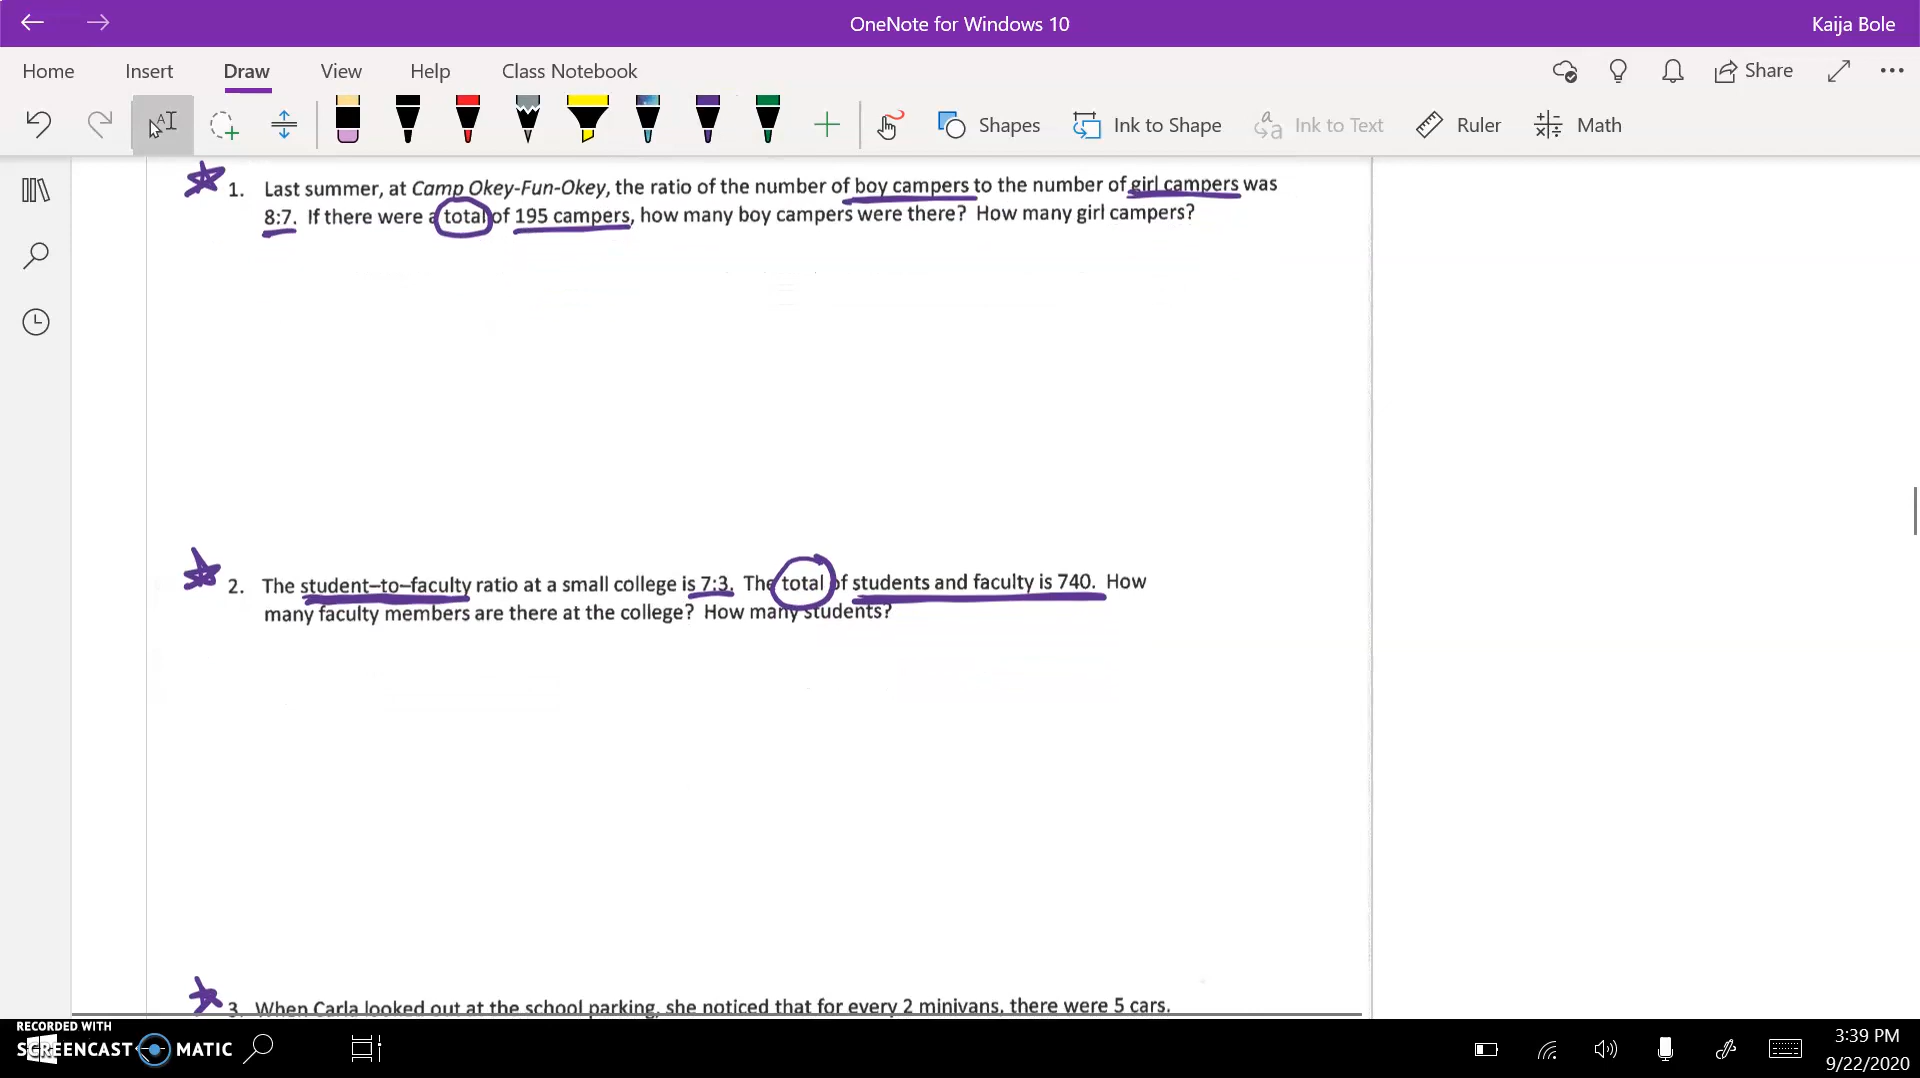 OneNote for Windows 10
Kaija Bole
Home Insert Draw View Help Class Notebook Share
Shapes Ink to Shape Ink to Text Ruler Math
1. Last summer, at Camp Okey-Fun-Okey, the ratio of the number of boy campers to the number of girl campers was
8:7. If there were a total of 195 campers, how many boy campers were there? How many girl campers?
2. The student–to–faculty ratio at a small college is 7:3. The total of students and faculty is 740. How
many faculty members are there at the college? How many students?
3. When Carla looked out at the school parking, she noticed that for every 2 minivans, there were 5 cars.
RECORDED WITH
SCREENCAST MATIC
3:39 PM
9/22/2020